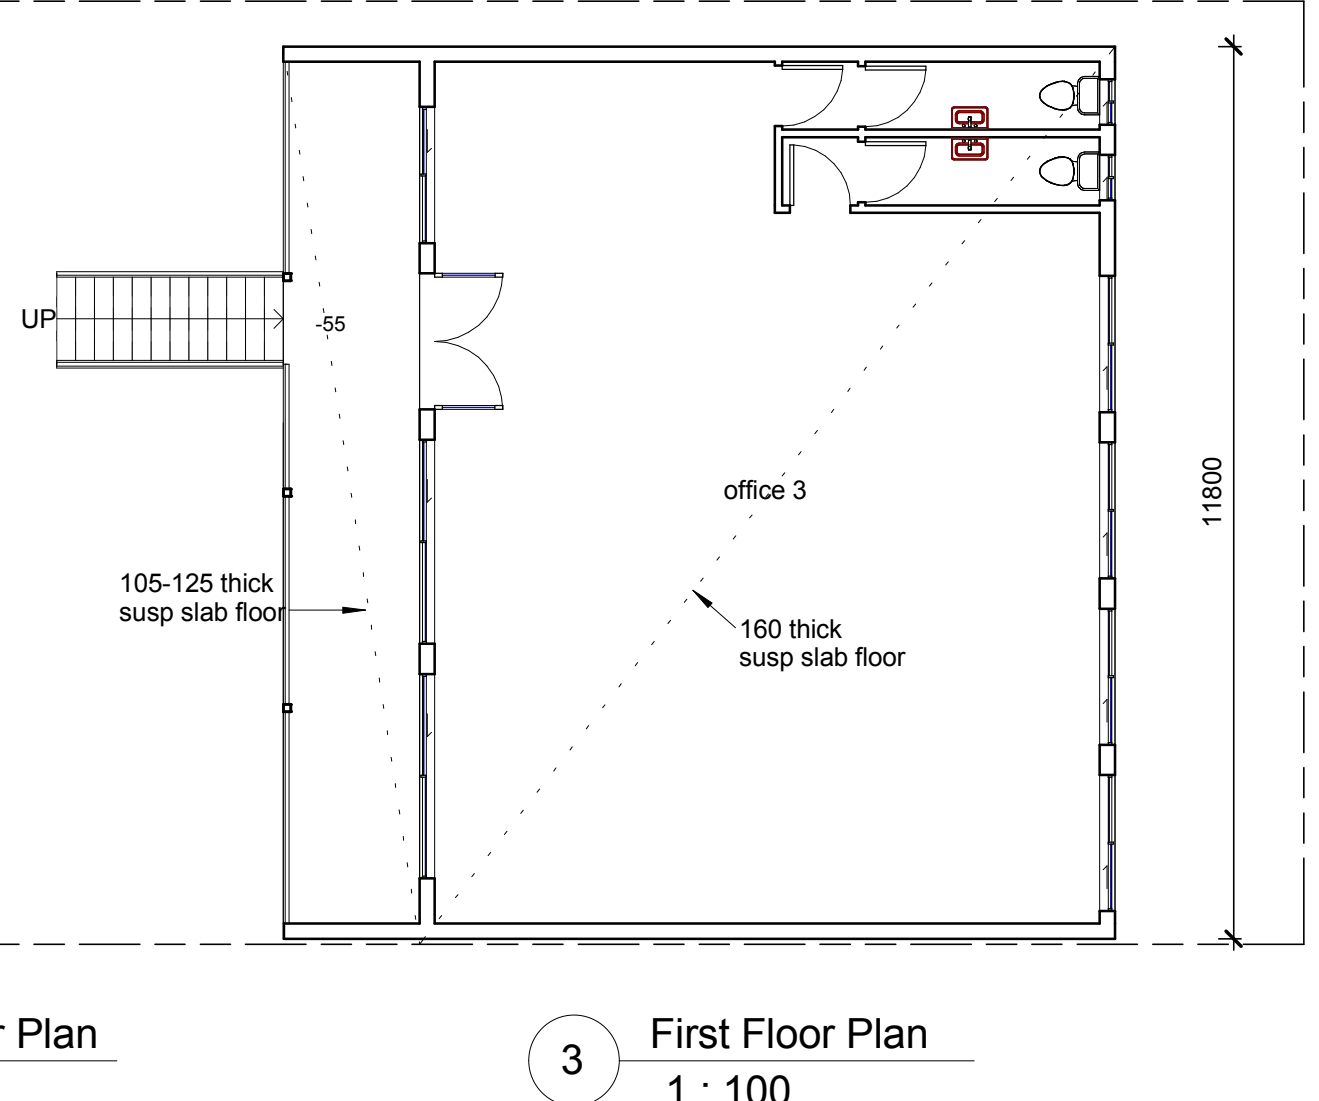 UP
-55
11800
office 3
105-125 thick
susp slab floor
160 thick
susp slab floor
r Plan
3
First Floor Plan
1 : 100